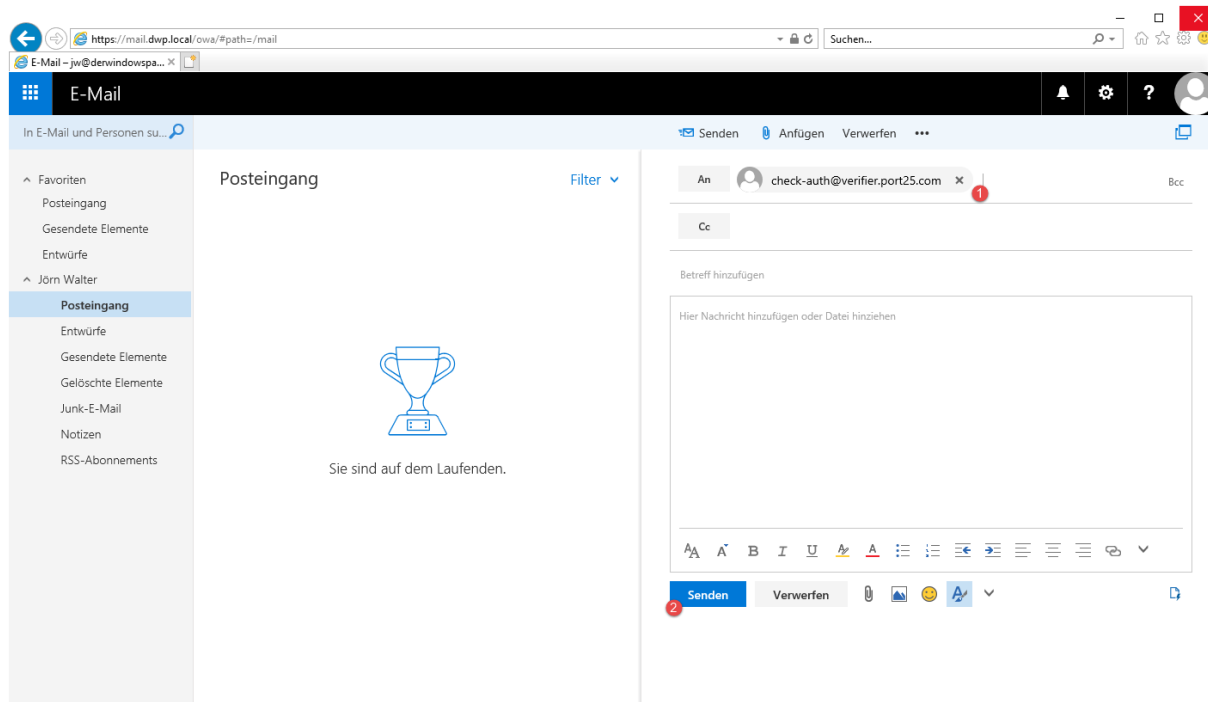 https://mail.dwp.local/owa/#path=/mail
Suchen...
E-Mail – jw@derwindowspa...
E-Mail
?
In E-Mail und Personen su...
Senden Anfügen Verwerfen •••
Favoriten
Posteingang
Gesendete Elemente
Entwürfe
Jörn Walter
Posteingang
Entwürfe
Gesendete Elemente
Gelöschte Elemente
Junk-E-Mail
Notizen
RSS-Abonnements
Posteingang
Filter
Sie sind auf dem Laufenden.
An check-auth@verifier.port25.com
1
Bcc
Cc
Betreff hinzufügen
Hier Nachricht hinzufügen oder Datei hinziehen
AA A B I U A A
Senden Verwerfen
2